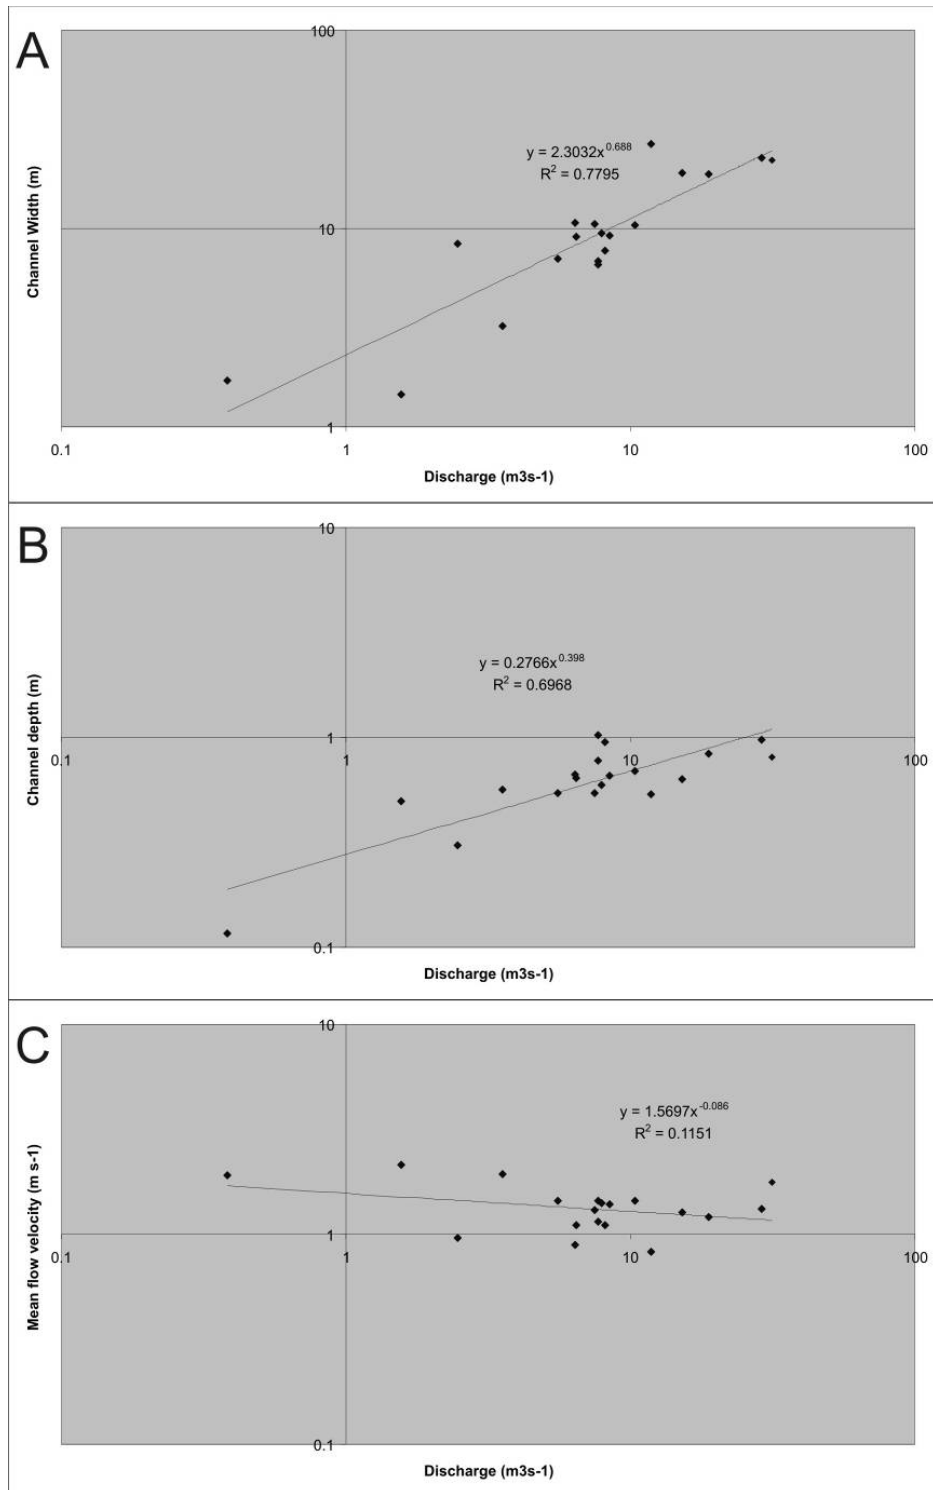 A
100
y = 2.3032x^0.688
R² = 0.7795
Channel Width (m)
10
1
0.1 1 10 100
Discharge (m3s-1)
B
10
y = 0.2766x^0.398
R² = 0.6968
Channel depth (m)
1
0.1 1 10 100
0.1
Discharge (m3s-1)
C
10
y = 1.5697x^-0.086
R² = 0.1151
Mean flow velocity (m s-1)
1
0.1 1 10 100
0.1
Discharge (m3s-1)